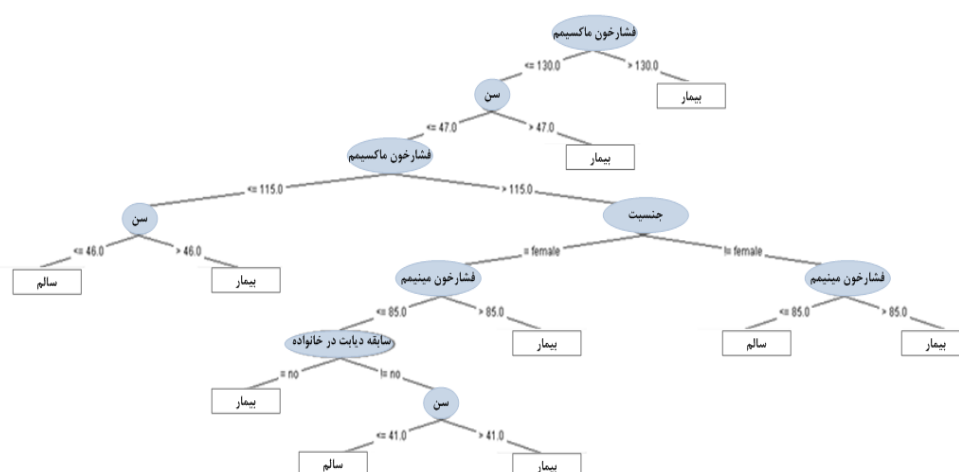 فشارخون ماکسیمم
<= 130.0
> 130.0
سن
بیمار
<= 47.0
> 47.0
فشارخون ماکسیمم
بیمار
<= 115.0
> 115.0
سن
جنسیت
<= 46.0
> 46.0
= female
!= female
سالم
بیمار
فشارخون مینیمم
فشارخون مینیمم
<= 85.0
> 85.0
<= 85.0
> 85.0
سابقه دیابت در خانواده
بیمار
سالم
بیمار
= no
!= no
بیمار
سن
<= 41.0
> 41.0
سالم
بیمار